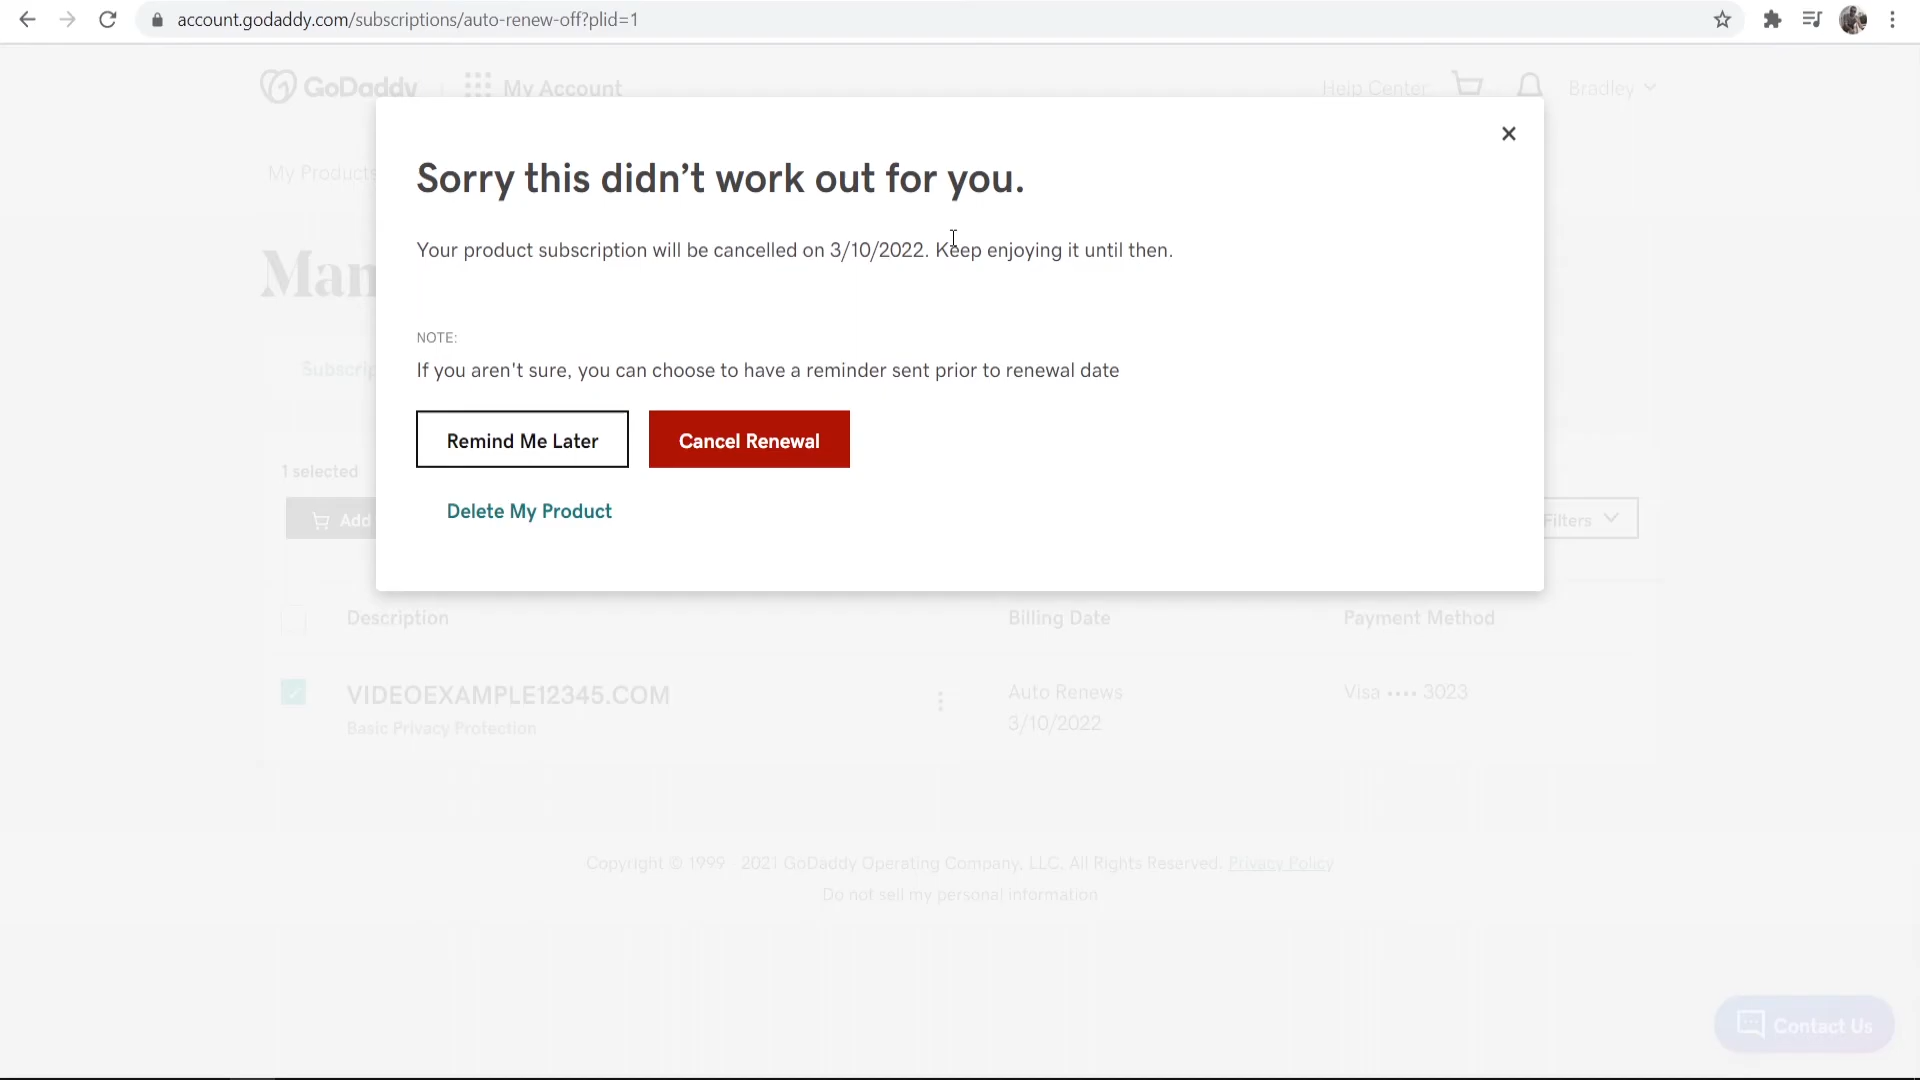 account.godaddy.com/subscriptions/auto-renew-off?plid=1
GoDaddy My Account Help Center Bradley
Sorry this didn’t work out for you.
My Products
Your product subscription will be cancelled on 3/10/2022. Keep enjoying it until then.
Man
NOTE:
If you aren't sure, you can choose to have a reminder sent prior to renewal date
Subscrip
Remind Me Later Cancel Renewal
1 selected
Delete My Product
Add Filters
Description Billing Date Payment Method
VIDEOEXAMPLE12345.COM Auto Renews Visa •••• 3023
Basic Privacy Protection 3/10/2022
Copyright © 1999 2021 GoDaddy Operating Company, LLC. All Rights Reserved. Privacy Policy
Do not sell my personal information
Contact Us